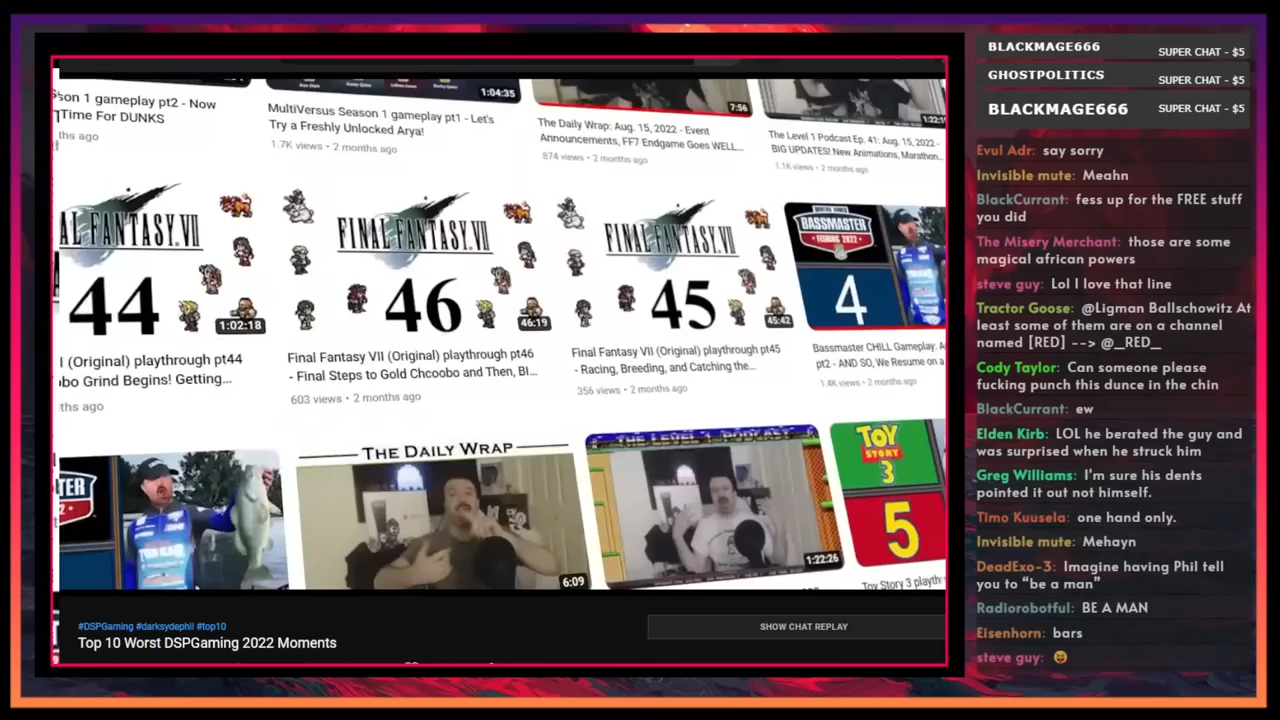 son 1 gameplay pt2 - Now
Time For DUNKS
ths ago
1:04:35
MultiVersus Season 1 gameplay pt1 - Let's
Try a Freshly Unlocked Arya!
1.7K views • 2 months ago
7:56
The Daily Wrap: Aug. 15, 2022 - Event
Announcements, FF7 Endgame Goes WELL...
874 views • 2 months ago
The Level 1 Podcast Ep. 41: Aug. 15, 2022 -
BIG UPDATES! New Animations, Marathon...
1.1K views • 2 months ago
AL FANTASY VII
44
1:02:18
I (Original) playthrough pt44
bo Grind Begins! Getting...
ths ago
FINAL FANTASY VII
46
46:19
Final Fantasy VII (Original) playthrough pt46
- Final Steps to Gold Chcoobo and Then, BI...
603 views • 2 months ago
FINAL FANTASY VII
45
45:42
Final Fantasy VII (Original) playthrough pt45
- Racing, Breeding, and Catching the...
356 views • 2 months ago
BASSMASTER
FISHING 2022
4
Bassmaster CHILL Gameplay: A
pt2 - AND SO, We Resume on a
1.4K views • 2 months ago
TER
THE DAILY WRAP
6:09
THE LEVEL 1 PODCAST
1:22:26
TOY
STORY
3
5
Toy Story 3 playth
#DSPGaming #darksydephil #top10
Top 10 Worst DSPGaming 2022 Moments
SHOW CHAT REPLAY
BLACKMAGE666 SUPER CHAT - $5
GHOSTPOLITICS SUPER CHAT - $5
BLACKMAGE666 SUPER CHAT - $5
Evul Adr: say sorry
Invisible mute: Meahn
BlackCurrant: fess up for the FREE stuff
you did
The Misery Merchant: those are some
magical african powers
steve guy: Lol I love that line
Tractor Goose: @Ligman Ballschowitz At
least some of them are on a channel
named [RED] --> @_RED_
Cody Taylor: Can someone please
fucking punch this dunce in the chin
BlackCurrant: ew
Elden Kirb: LOL he berated the guy and
was surprised when he struck him
Greg Williams: I'm sure his dents
pointed it out not himself.
Timo Kuusela: one hand only.
Invisible mute: Mehayn
DeadExo-3: Imagine having Phil tell
you to “be a man”
Radiorobotful: BE A MAN
Eisenhorn: bars
steve guy: 😝